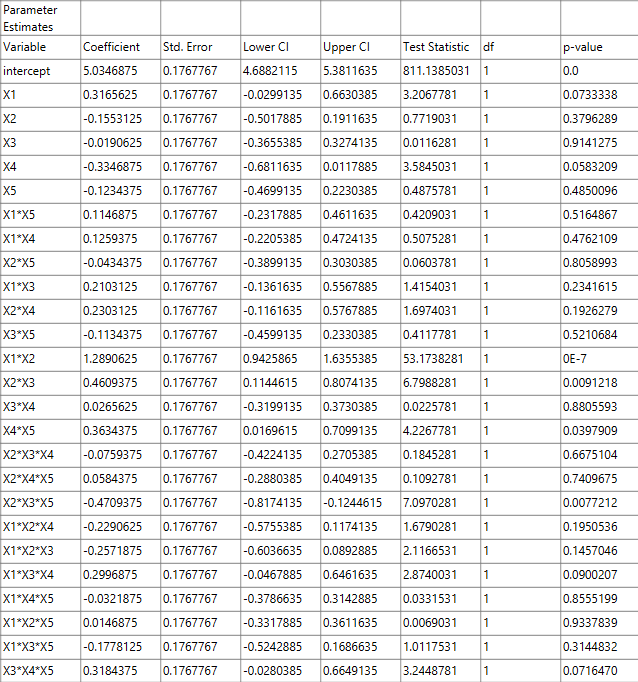 Parameter
Estimates
Variable Coefficient Std. Error Lower CI Upper CI Test Statistic df p-value
intercept 5.0346875 0.1767767 4.6882115 5.3811635 811.1385031 1 0.0
X1 0.3165625 0.1767767 -0.0299135 0.6630385 3.2067781 1 0.0733338
X2 -0.1553125 0.1767767 -0.5017885 0.1911635 0.7719031 1 0.3796289
X3 -0.0190625 0.1767767 -0.3655385 0.3274135 0.0116281 1 0.9141275
X4 -0.3346875 0.1767767 -0.6811635 0.0117885 3.5845031 1 0.0583209
X5 -0.1234375 0.1767767 -0.4699135 0.2230385 0.4875781 1 0.4850096
X1*X5 0.1146875 0.1767767 -0.2317885 0.4611635 0.4209031 1 0.5164867
X1*X4 0.1259375 0.1767767 -0.2205385 0.4724135 0.5075281 1 0.4762109
X2*X5 -0.0434375 0.1767767 -0.3899135 0.3030385 0.0603781 1 0.8058993
X1*X3 0.2103125 0.1767767 -0.1361635 0.5567885 1.4154031 1 0.2341615
X2*X4 0.2303125 0.1767767 -0.1161635 0.5767885 1.6974031 1 0.1926279
X3*X5 -0.1134375 0.1767767 -0.4599135 0.2330385 0.4117781 1 0.5210684
X1*X2 1.2890625 0.1767767 0.9425865 1.6355385 53.1738281 1 0E-7
X2*X3 0.4609375 0.1767767 0.1144615 0.8074135 6.7988281 1 0.0091218
X3*X4 0.0265625 0.1767767 -0.3199135 0.3730385 0.0225781 1 0.8805593
X4*X5 0.3634375 0.1767767 0.0169615 0.7099135 4.2267781 1 0.0397909
X2*X3*X4 -0.0759375 0.1767767 -0.4224135 0.2705385 0.1845281 1 0.6675104
X2*X4*X5 0.0584375 0.1767767 -0.2880385 0.4049135 0.1092781 1 0.7409675
X2*X3*X5 -0.4709375 0.1767767 -0.8174135 -0.1244615 7.0970281 1 0.0077212
X1*X2*X4 -0.2290625 0.1767767 -0.5755385 0.1174135 1.6790281 1 0.1950536
X1*X2*X3 -0.2571875 0.1767767 -0.6036635 0.0892885 2.1166531 1 0.1457046
X1*X3*X4 0.2996875 0.1767767 -0.0467885 0.6461635 2.8740031 1 0.0900207
X1*X4*X5 -0.0321875 0.1767767 -0.3786635 0.3142885 0.0331531 1 0.8555199
X1*X2*X5 0.0146875 0.1767767 -0.3317885 0.3611635 0.0069031 1 0.9337839
X1*X3*X5 -0.1778125 0.1767767 -0.5242885 0.1686635 1.0117531 1 0.3144832
X3*X4*X5 0.3184375 0.1767767 -0.0280385 0.6649135 3.2448781 1 0.0716470